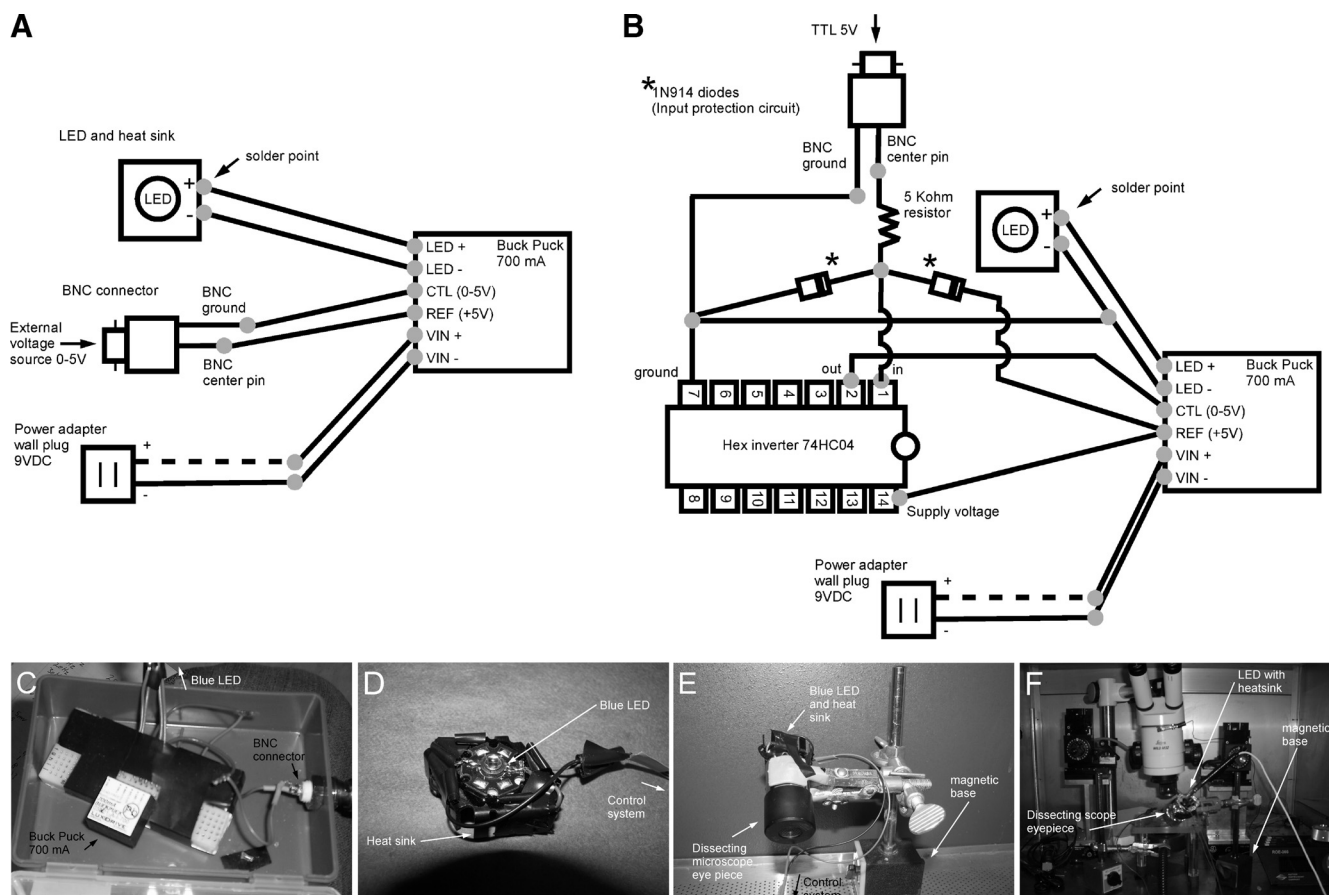 A
LED and heat sink
solder point
LED
+
-
Buck Puck
700 mA
LED +
LED -
CTL (0-5V)
REF (+5V)
VIN +
VIN -
BNC connector
BNC
ground
External
voltage
source 0-5V
BNC
center pin
Power adapter
wall plug
9VDC
+
-
B
TTL 5V
*1N914 diodes
(Input protection circuit)
BNC
ground
BNC
center pin
5 Kohm
resistor
solder point
LED
+
-
*
*
ground
out
in
7 6 5 4 3 2 1
Hex inverter 74HC04
8 9 10 11 12 13 14
Supply voltage
Buck Puck
700 mA
LED +
LED -
CTL (0-5V)
REF (+5V)
VIN +
VIN -
Power adapter
wall plug
9VDC
+
-
C
Blue LED
BNC
connector
LUXDRIVE
Buck Puck
700 mA
D
Blue LED
Control
system
Heat sink
E
Blue LED
and heat
sink
magnetic
base
Dissecting
microscope
eye piece
Control
system
F
LED with
heatsink
magnetic
base
Dissecting scope
eyepiece